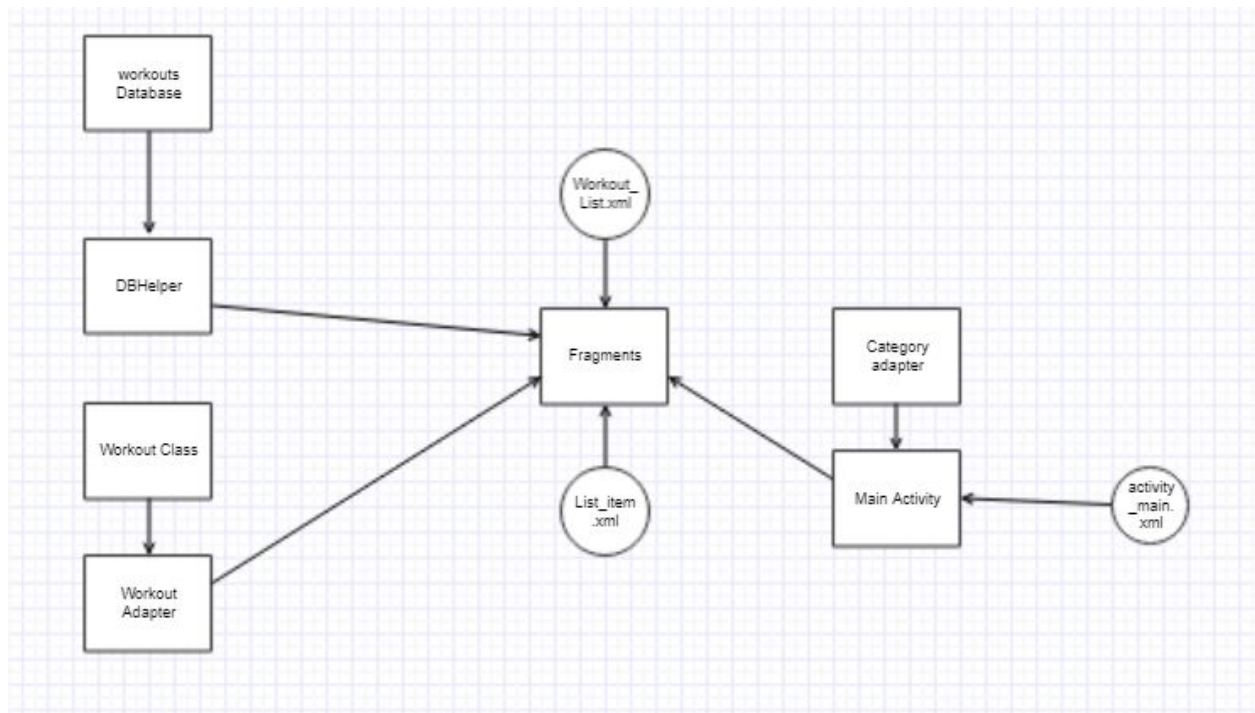 workouts
Database
Workout_
List.xml
DBHelper
Fragments
Category
adapter
Workout Class
Main Activity
List_item
.xml
activity
_main.
xml
Workout
Adapter